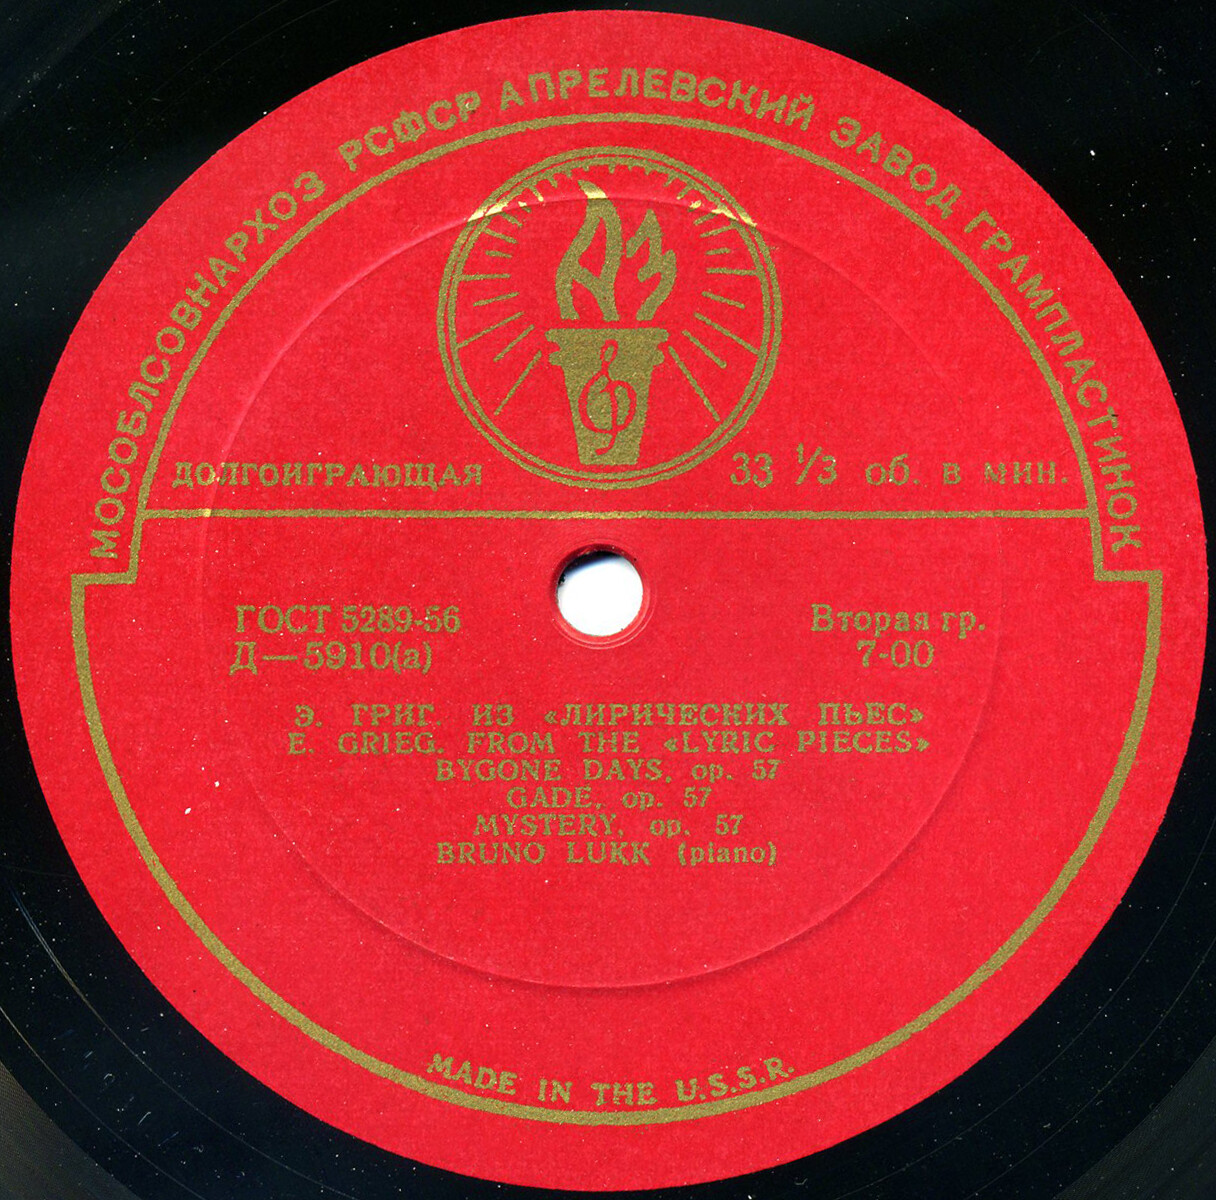 МОСОБЛСОВНАРХОЗ РСФСР АПРЕЛЕВСКИЙ ЗАВОД ГРАМПЛАСТИНОК
АЗ
ДОЛГОИГРАЮЩАЯ
33 1/3 об. в мин.
ГОСТ 5289-56
Вторая гр.
Д—5910(а)
7-00
Э. ГРИГ. ИЗ «ЛИРИЧЕСКИХ ПЬЕС»
E. GRIEG. FROM THE «LYRIC PIECES»
BYGONE DAYS, op. 57
GADE, op. 57
MYSTERY, op. 57
BRUNO LUKK (piano)
MADE IN THE U.S.S.R.